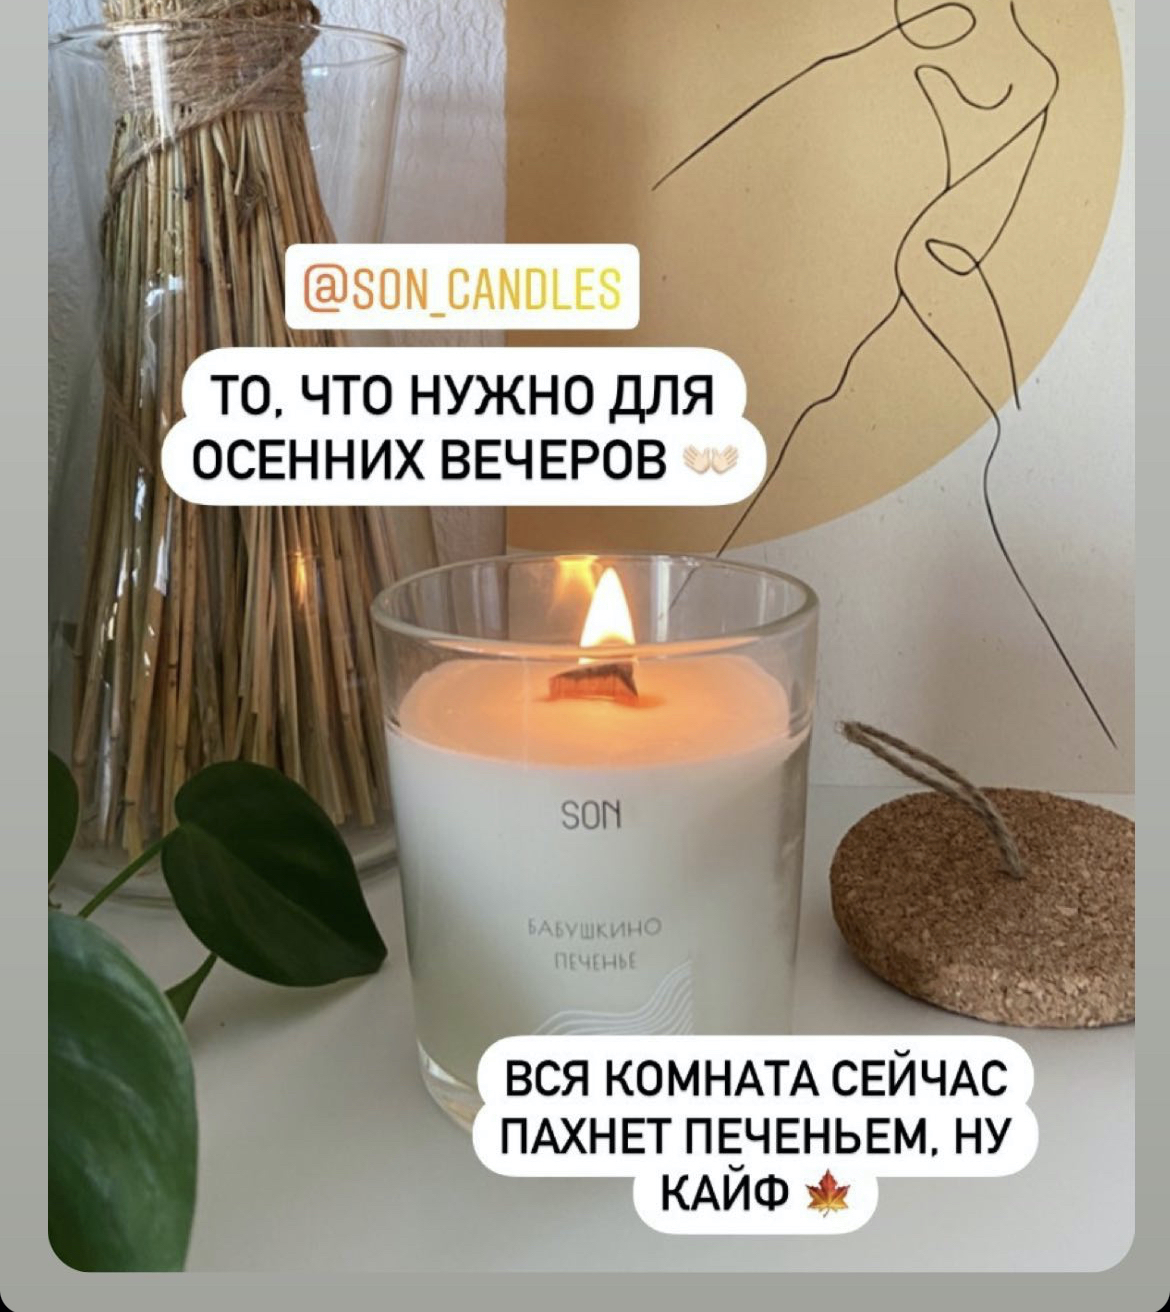 @SON_CANDLES
ТО, ЧТО НУЖНО ДЛЯ
ОСЕННИХ ВЕЧЕРОВ 👐🏻
SON
БАБУШКИНО
ПЕЧЕНЬЕ
ВСЯ КОМНАТА СЕЙЧАС
ПАХНЕТ ПЕЧЕНЬЕМ, НУ
КАЙФ 🍁